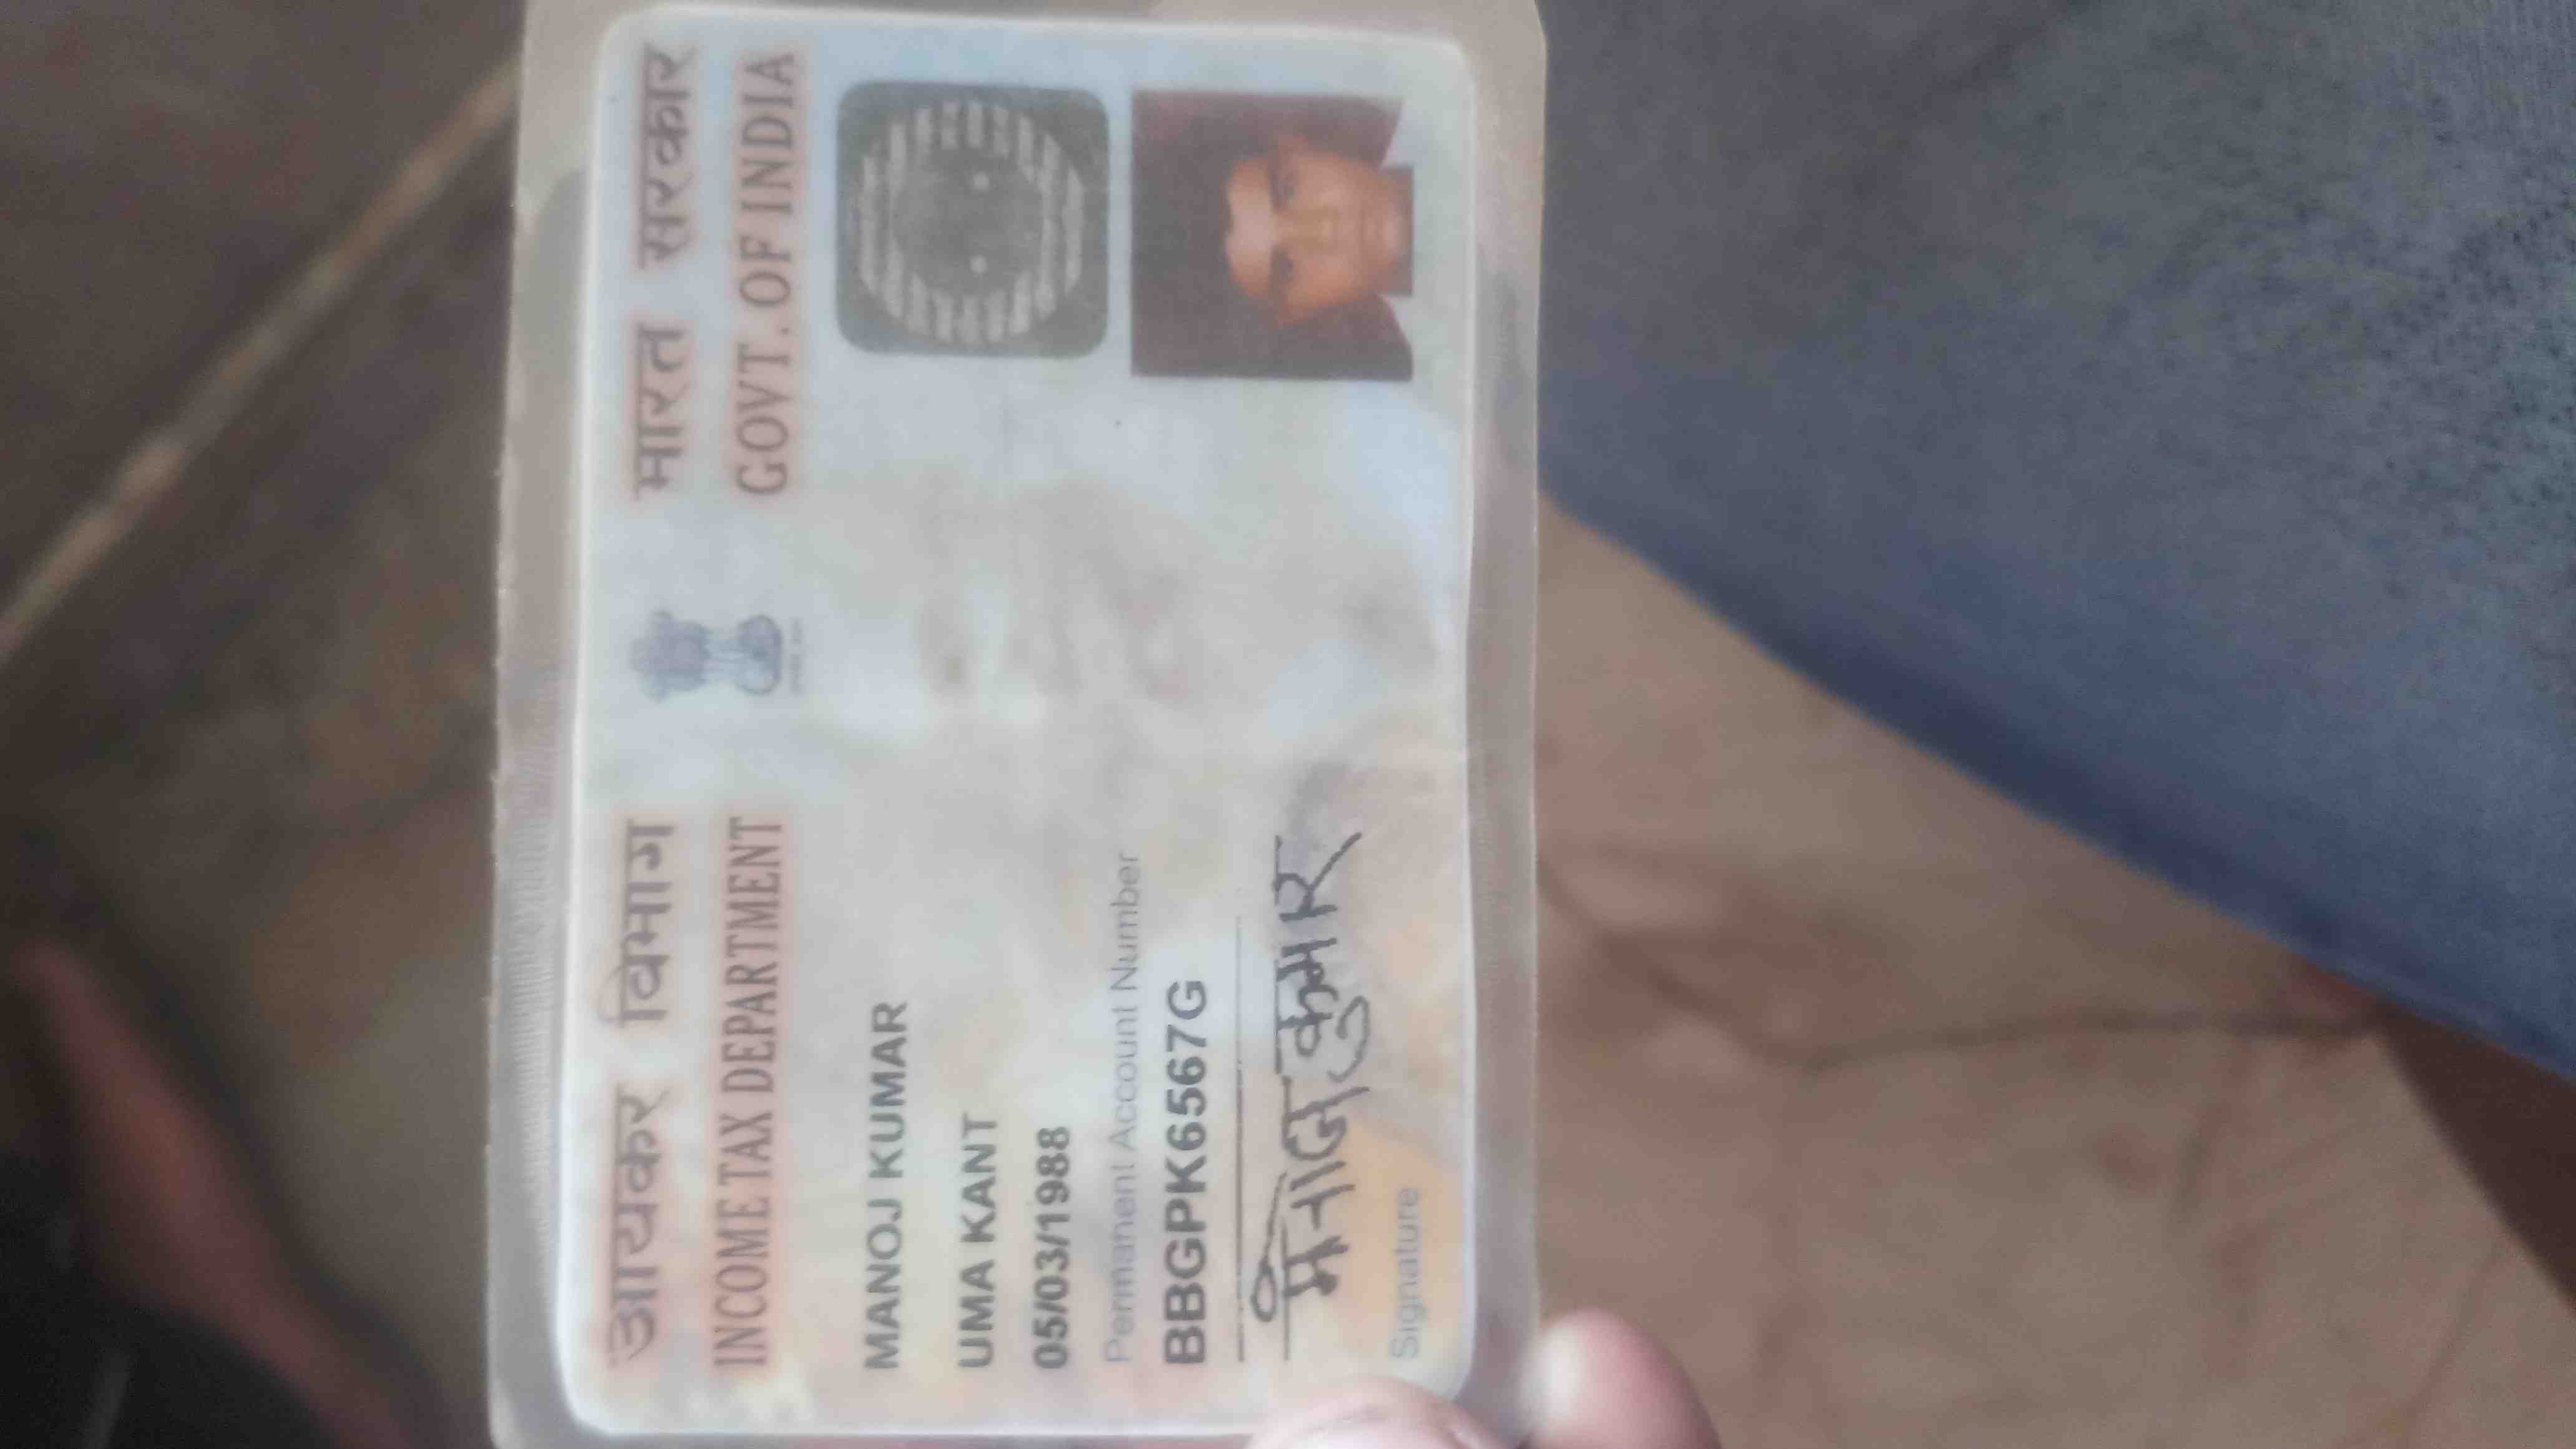 आयकर विभाग
INCOME TAX DEPARTMENT
भारत सरकार
GOVT. OF INDIA
MANOJ KUMAR
UMA KANT
05/03/1988
Permanent Account Number
BBGPK6567G
मनोज कुमार
Signature